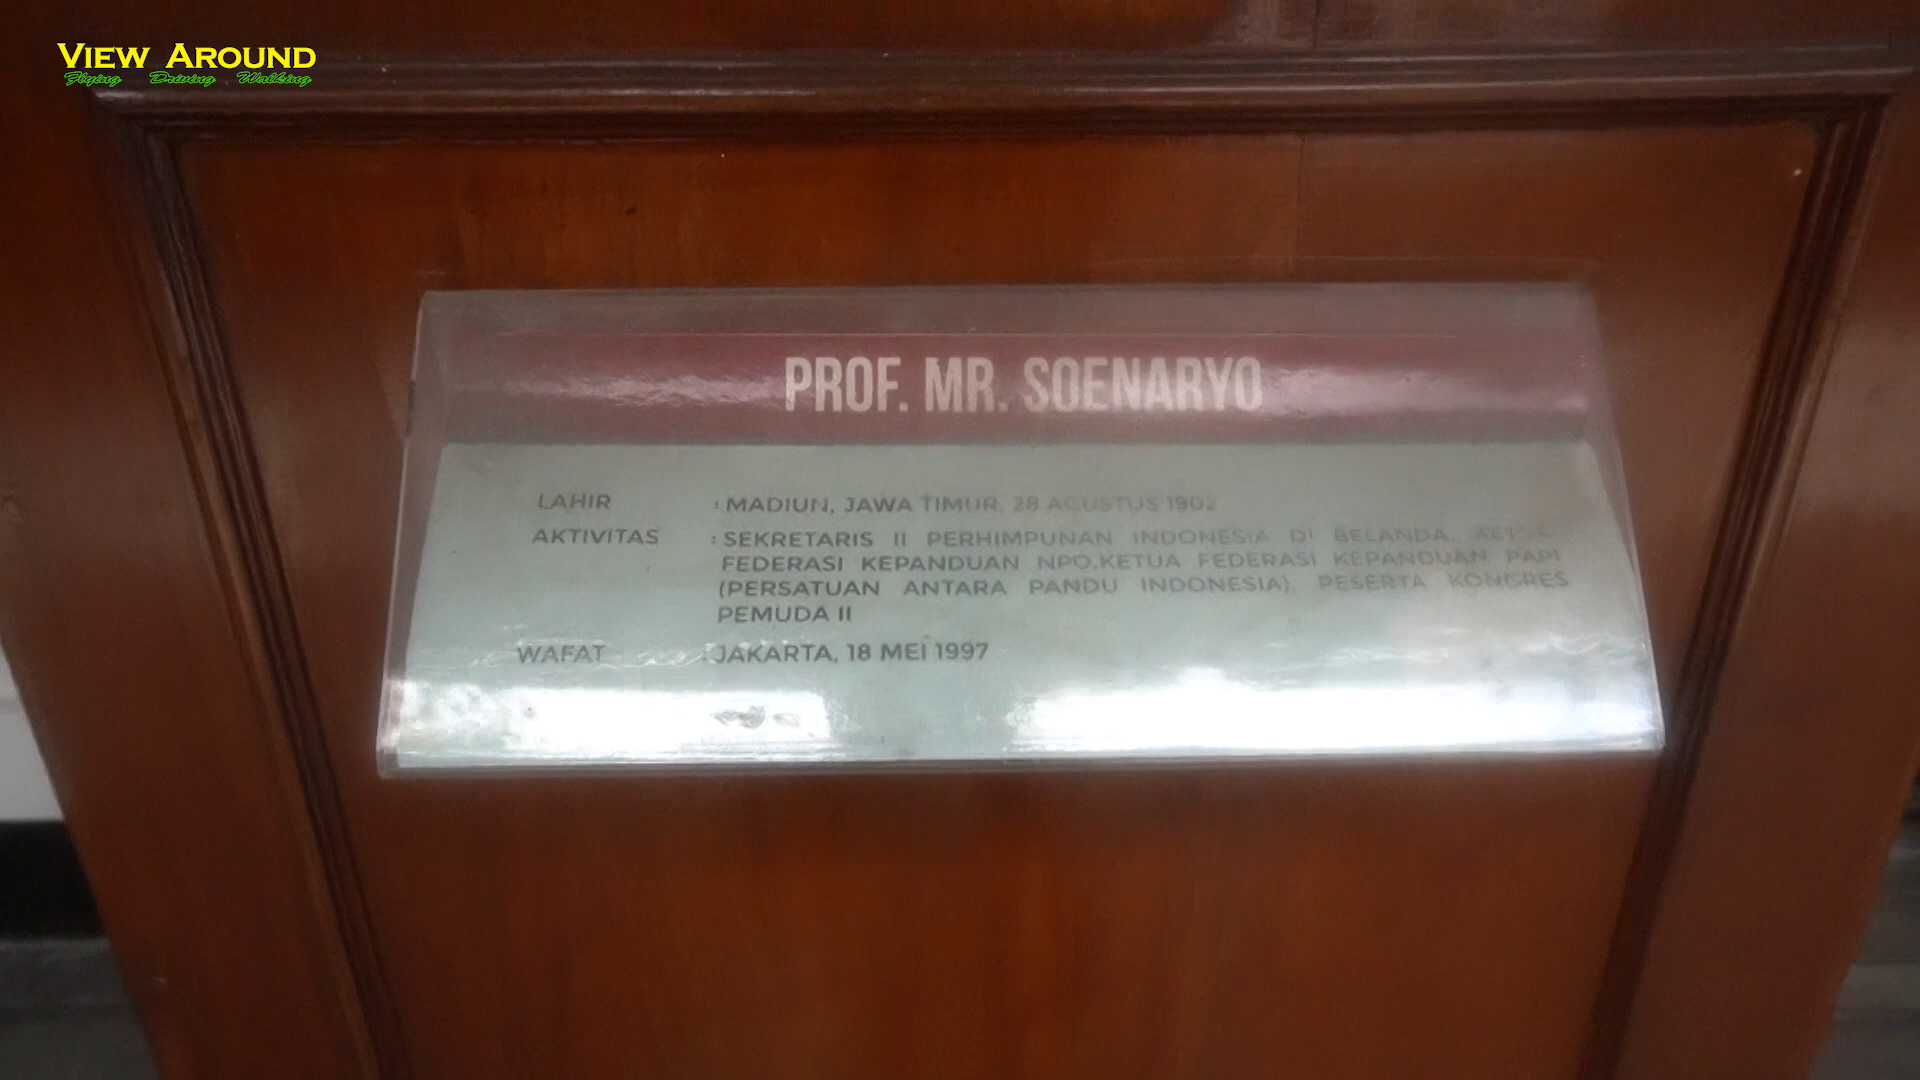 VIEW AROUND
Flying Driving Walking
PROF. MR. SOENARYO
LAHIR : MADIUN, JAWA TIMUR, 28 AGUSTUS 1902
AKTIVITAS : SEKRETARIS II PERHIMPUNAN INDONESIA DI BELANDA,
FEDERASI KEPANDUAN NPO.KETUA FEDERASI KEPANDUAN PAPI
(PERSATUAN ANTARA PANDU INDONESIA), PESERTA KONGRES
PEMUDA II
WAFAT : JAKARTA, 18 MEI 1997